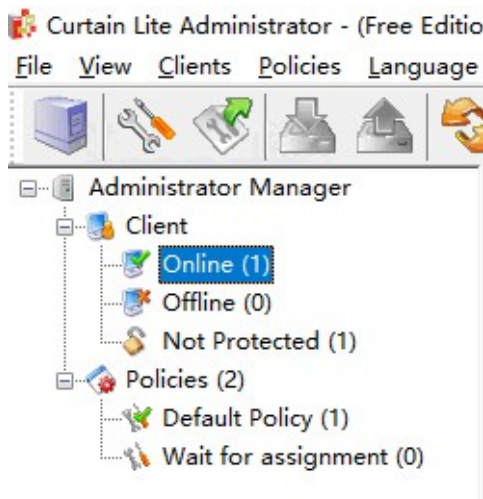 Curtain Lite Administrator - (Free Editio
File View Clients Policies Language
Administrator Manager
Client
Online (1)
Offline (0)
Not Protected (1)
Policies (2)
Default Policy (1)
Wait for assignment (0)